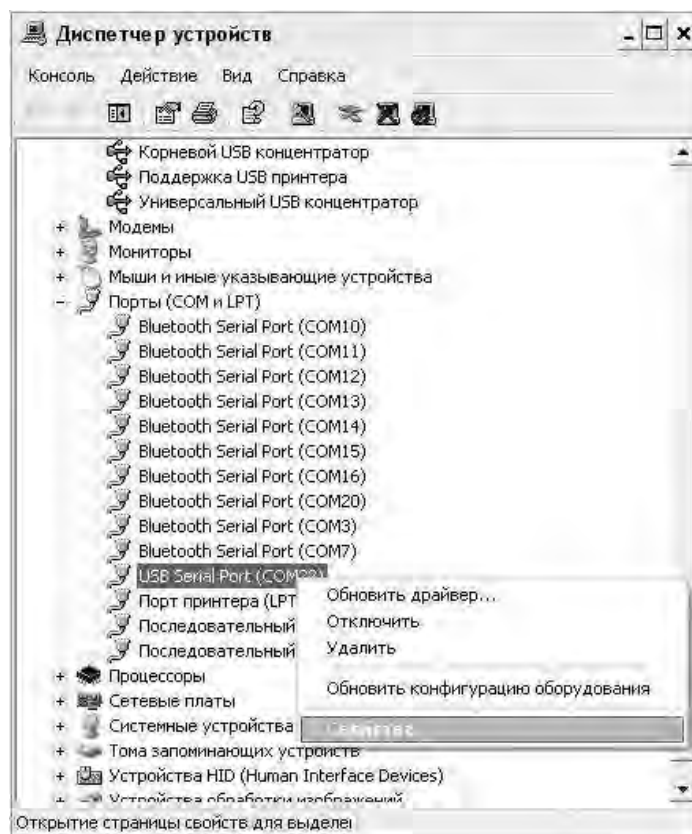 Диспетчер устройств
Консоль Действие Вид Справка
Корневой USB концентратор
Поддержка USB принтера
Универсальный USB концентратор
Модемы
Мониторы
Мыши и иные указывающие устройства
Порты (COM и LPT)
Bluetooth Serial Port (COM10)
Bluetooth Serial Port (COM11)
Bluetooth Serial Port (COM12)
Bluetooth Serial Port (COM13)
Bluetooth Serial Port (COM14)
Bluetooth Serial Port (COM15)
Bluetooth Serial Port (COM16)
Bluetooth Serial Port (COM20)
Bluetooth Serial Port (COM3)
Bluetooth Serial Port (COM7)
USB Serial Port
Порт принтера (LPT
Последовательный
Последовательный
Процессоры
Сетевые платы
Системные устройства
Тома запоминающих устройств
Устройства HID (Human Interface Devices)
Устройства обработки изображений
Обновить драйвер...
Отключить
Удалить
Обновить конфигурацию оборудования
Открытие страницы свойств для выделе